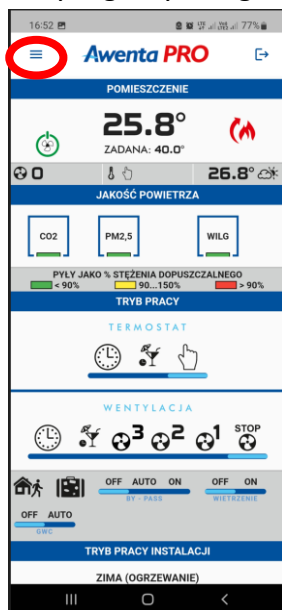 16:52 77%
Awenta PRO
POMIESZCZENIE
25.8°
ZADANA: 40.0°
0 26.8°
JAKOŚĆ POWIETRZA
CO2 PM2,5 WILG
PYŁY JAKO % STĘŻENIA DOPUSZCZALNEGO
< 90% 90...150% > 90%
TRYB PRACY
TERMOSTAT
WENTYLACJA
3 2 1 STOP
OFF AUTO ON OFF ON
BY - PASS WIETRZENIE
OFF AUTO
GWC
TRYB PRACY INSTALACJI
ZIMA (OGRZEWANIE)